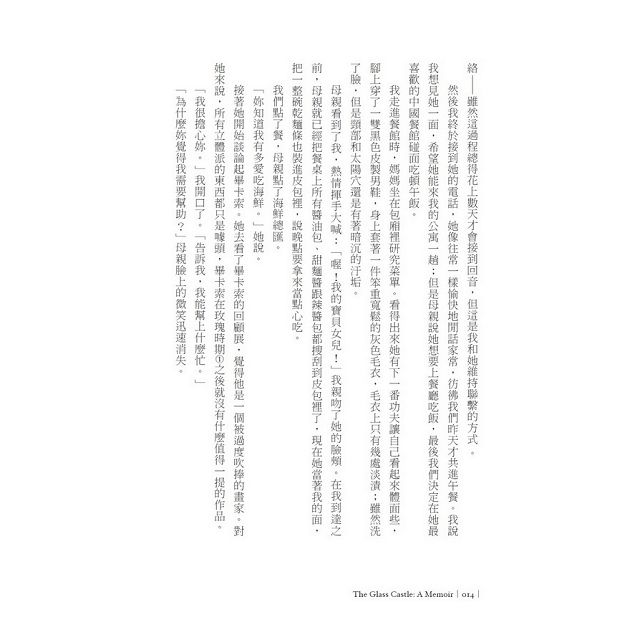 絡——雖然這過程總得花上數天才會接到回音，但這是我和她維持聯繫的方式。
然後我終於接到她的電話，她像往常一樣愉快地閒話家常，彷彿我們昨天才共進午餐。我說
我想見她一面，希望她能來我的公寓一趟；但是母親說她想要上餐廳吃飯，最後我們決定在她最
喜歡的中國餐館碰面吃頓午飯。
我走進餐館時，媽媽坐在包廂裡研究菜單。看得出來她有下一番功夫讓自己看起來體面些，
腳上穿了一雙黑色皮製男鞋，身上套著一件笨重寬鬆的灰色毛衣，毛衣上只有幾處淡漬；雖然洗
了臉，但是頸部和太陽穴還是有著暗沉的汙垢。
母親看到了我，熱情揮手大喊：「喔！我的寶貝女兒！」我親吻了她的臉頰。在我到達之
前，母親就已經把餐桌上所有醬油包、甜麵醬跟辣醬包都搜刮到皮包裡了，現在她當著我的面，
把一整碗乾麵條也裝進皮包裡，說晚點要拿來當點心吃。
我們點了餐，母親點了海鮮總匯。
「妳知道我有多愛吃海鮮。」她說。
接著她開始談論起畢卡索。她去看了畢卡索的回顧展，覺得他是一個被過度吹捧的畫家。對
她來說，所有立體派的東西都只是噱頭，畢卡索在玫瑰時期①之後就沒有什麼值得一提的作品。
「我很擔心妳。」我開口了。「告訴我，我能幫上什麼忙。」
「為什麼妳覺得我需要幫助？」母親臉上的微笑迅速消失。
The Glass Castle: A Memoir｜014｜